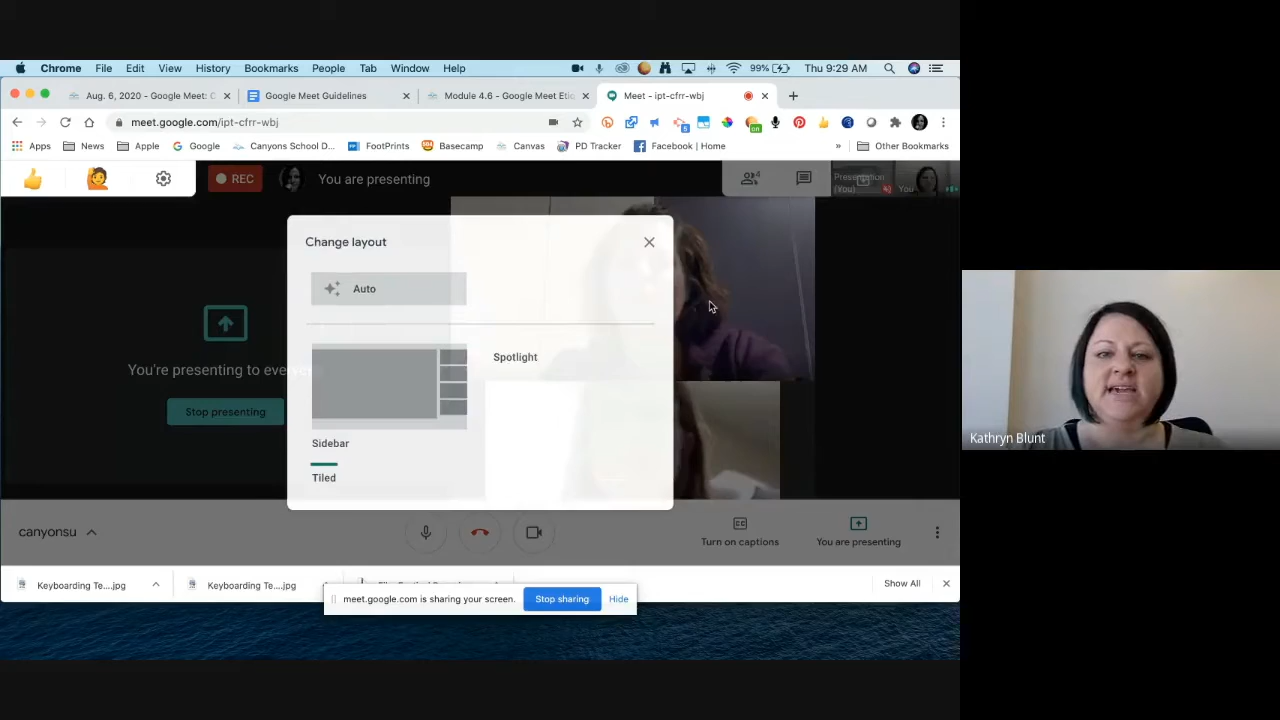 Chrome File Edit View History Bookmarks People Tab Window Help 99% Thu 9:29 AM
Aug. 6, 2020 - Google Meet: C Google Meet Guidelines Module 4.6 - Google Meet Etiq Meet - ipt-cfrr-wbj
meet.google.com/ipt-cfrr-wbj
Apps News Apple Google Canyons School D... FootPrints Basecamp Canvas PD Tracker Facebook | Home » Other Bookmarks
REC You are presenting 4 Presentation (You) You
Change layout
Auto
Spotlight
Sidebar
Tiled
You're presenting to
Stop presenting
Kathryn Blunt
canyonsu Turn on captions You are presenting
Keyboarding Te....jpg Keyboarding Te....jpg Show All
meet.google.com is sharing your screen. Stop sharing Hide